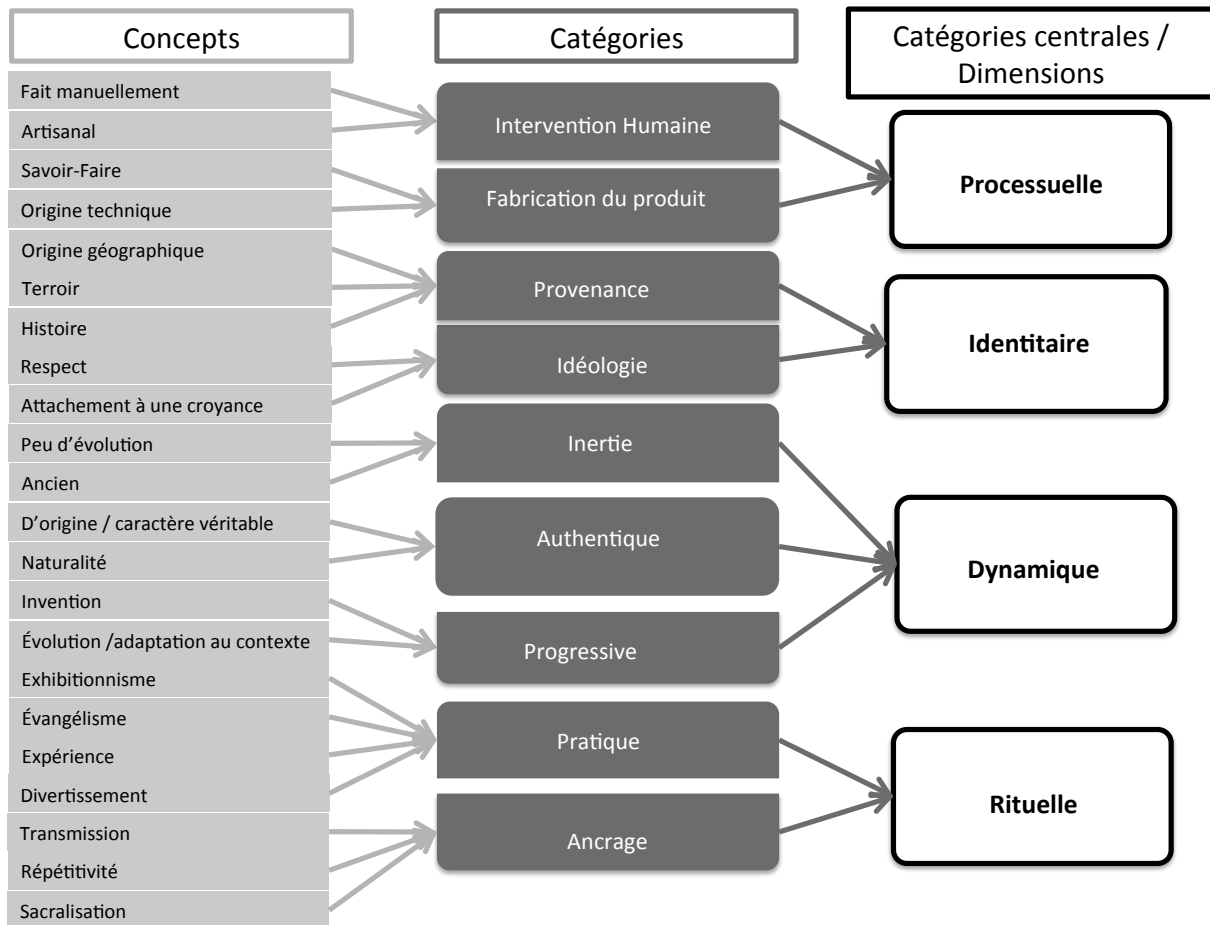 Concepts
Catégories
Catégories centrales /
Dimensions
Fait manuellement
Artisanal
Savoir-Faire
Origine technique
Origine géographique
Terroir
Histoire
Respect
Attachement à une croyance
Peu d'évolution
Ancien
D'origine / caractère véritable
Naturalité
Invention
Évolution /adaptation au contexte
Exhibitionnisme
Évangélisme
Expérience
Divertissement
Transmission
Répétitivité
Sacralisation
Intervention Humaine
Fabrication du produit
Provenance
Idéologie
Inertie
Authentique
Progressive
Pratique
Ancrage
Processuelle
Identitaire
Dynamique
Rituelle